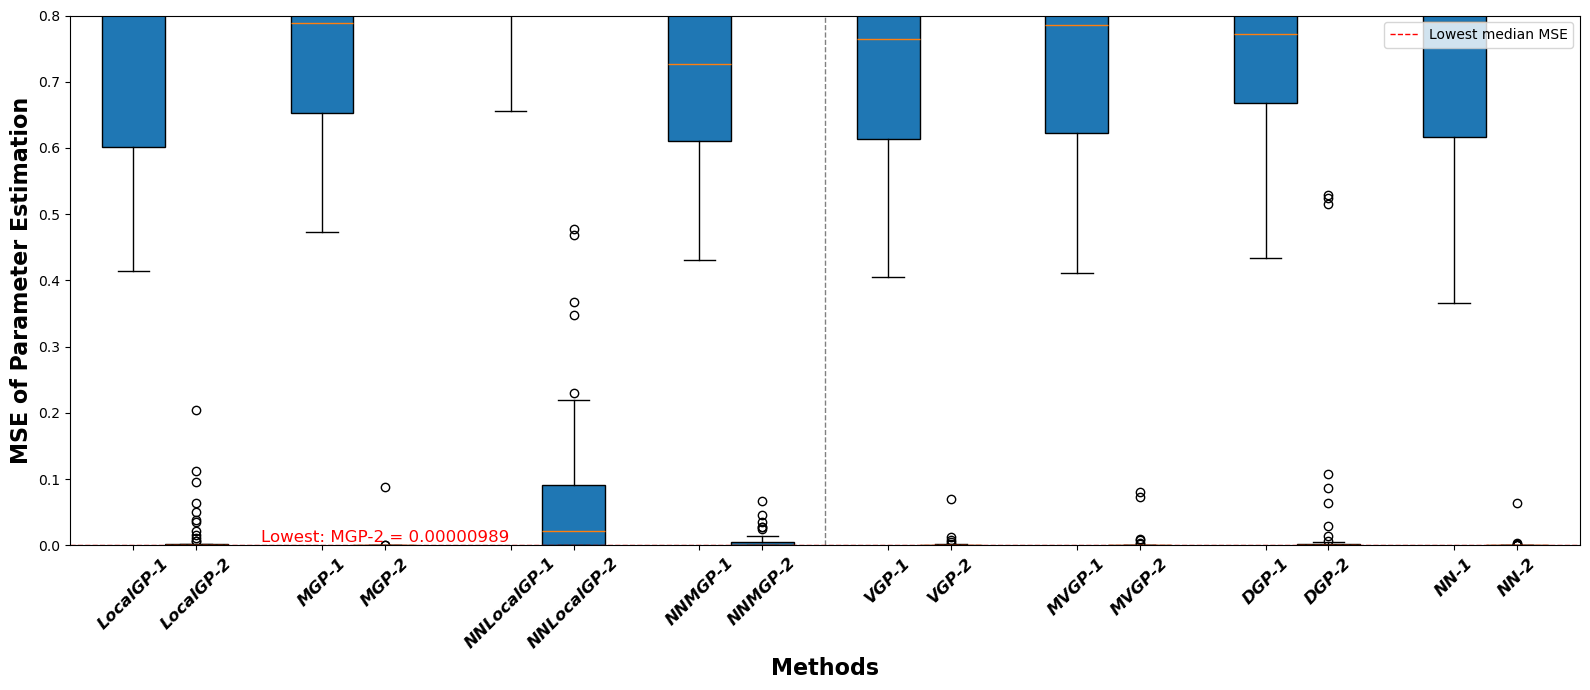 Lowest median MSE
MSE of Parameter Estimation
0.8
0.7
0.6
0.5
0.4
0.3
0.2
0.1
0.0
Lowest: MGP-2 = 0.00000989
LocalGP-1
LocalGP-2
MGP-1
MGP-2
NNLocalGP-1
NNLocalGP-2
NNMGP-1
NNMGP-2
VGP-1
VGP-2
MVGP-1
MVGP-2
DGP-1
DGP-2
NN-1
NN-2
Methods